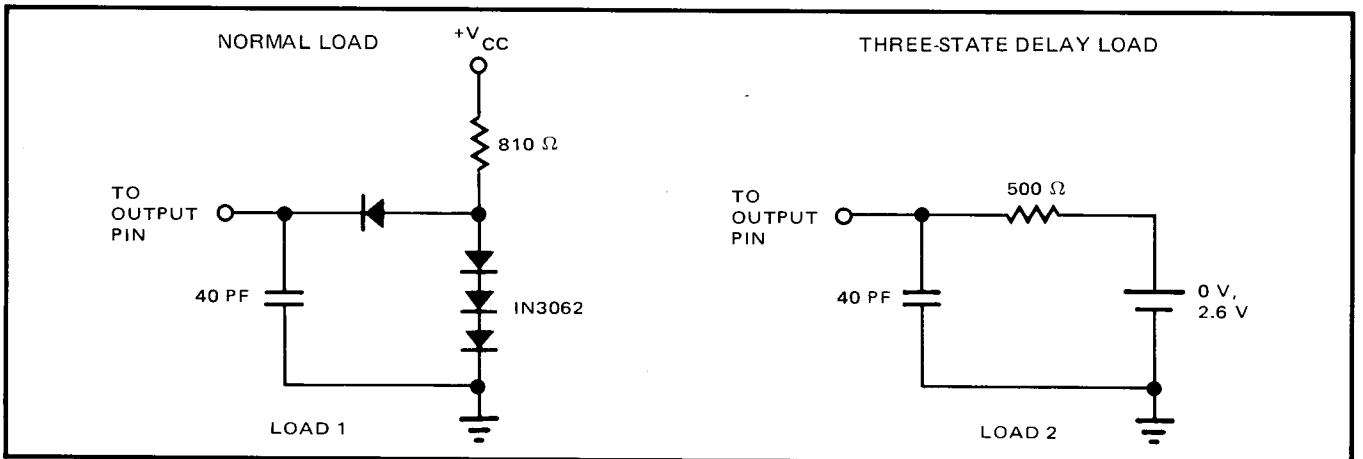 NORMAL LOAD
+VCC
810 Ω
TO
OUTPUT
PIN
40 PF
IN3062
LOAD 1
THREE-STATE DELAY LOAD
500 Ω
TO
OUTPUT
PIN
40 PF
0 V,
2.6 V
LOAD 2